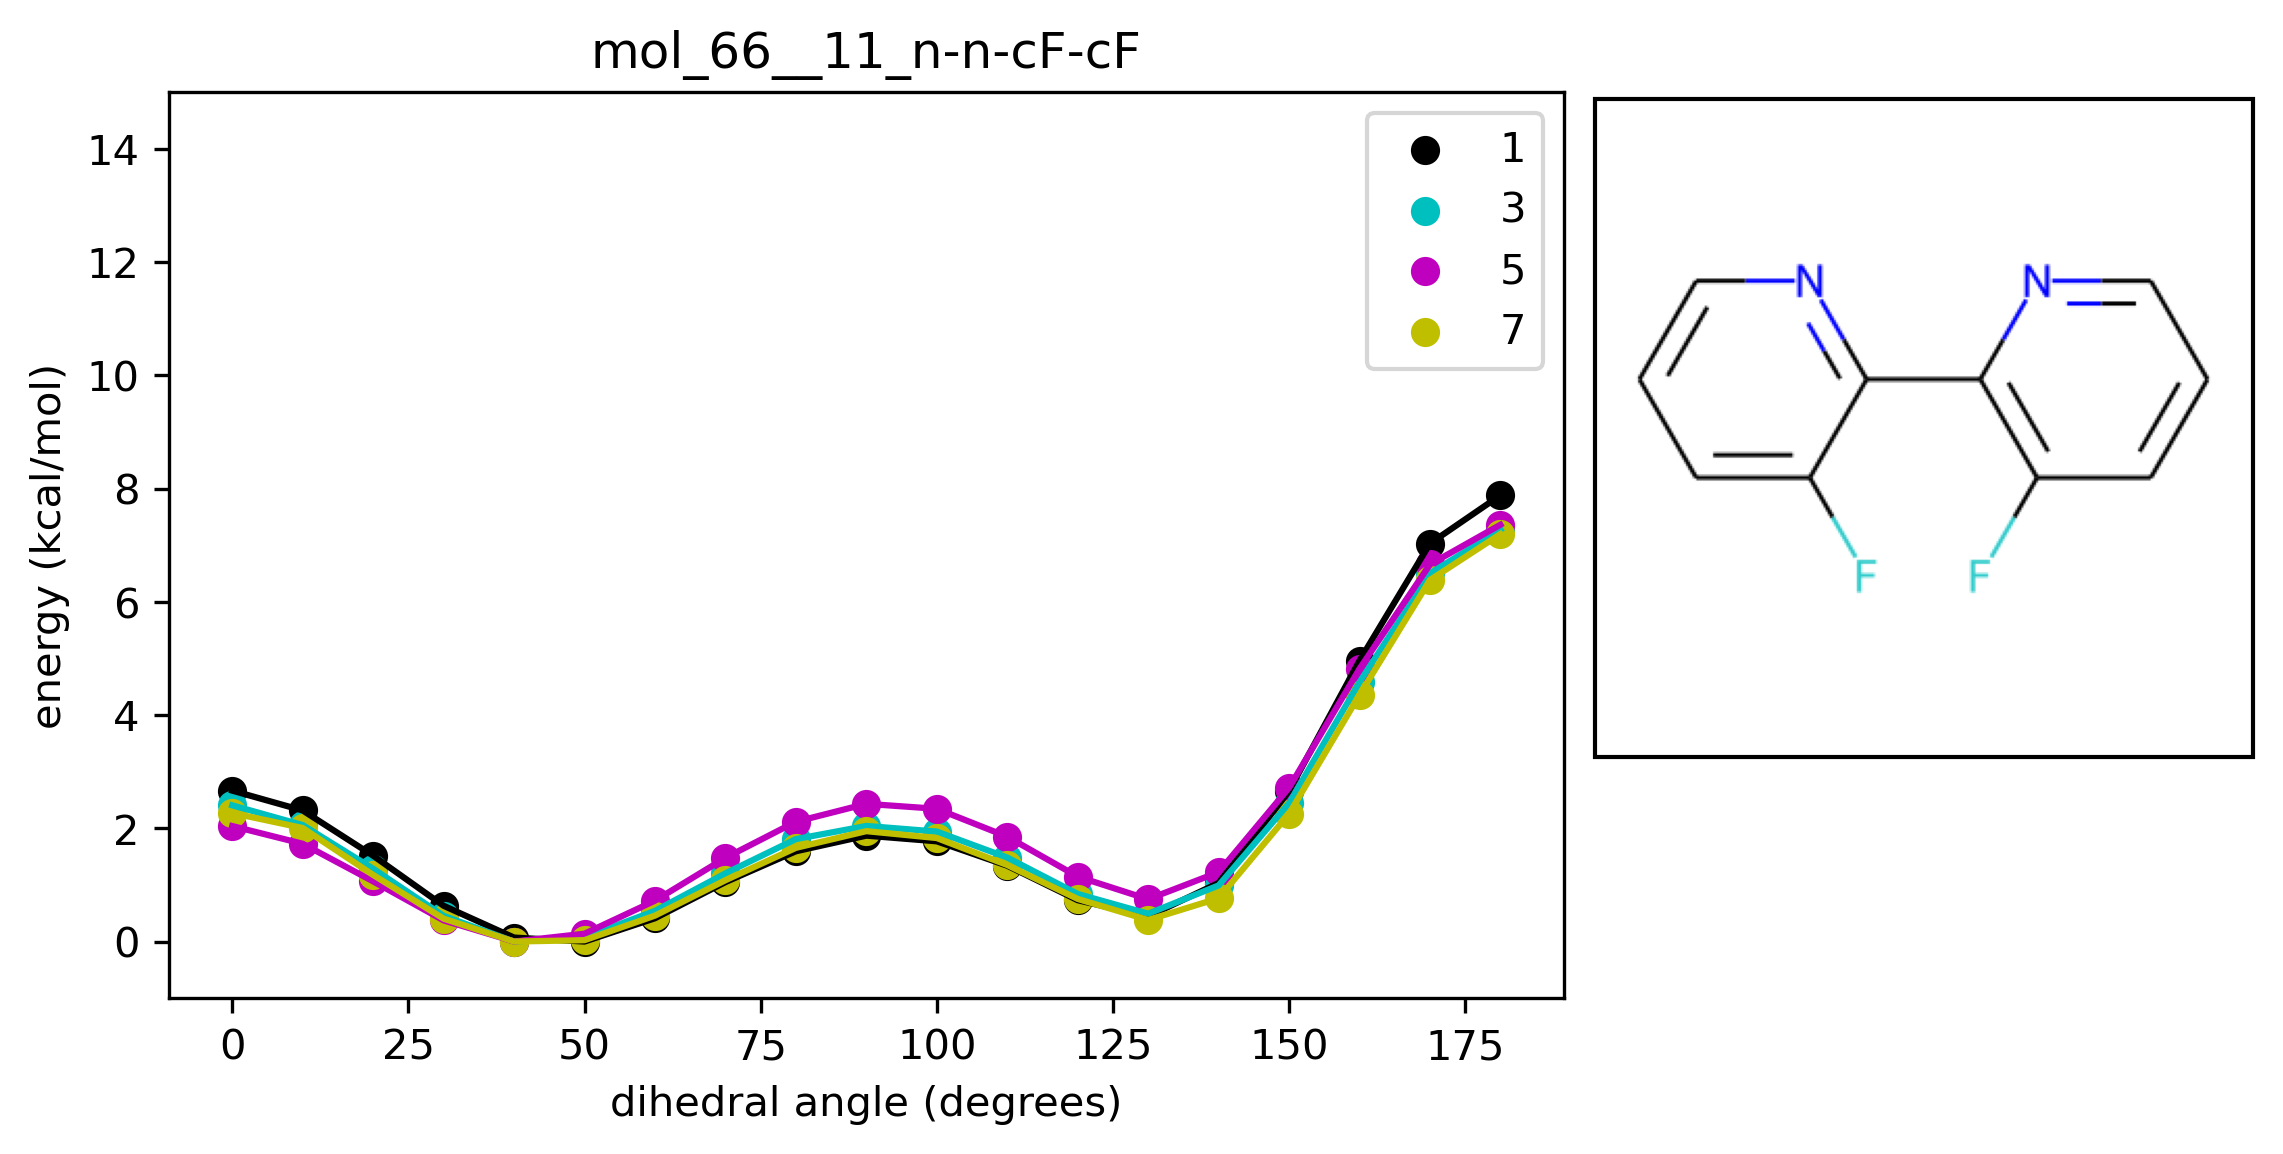 mol_66__11_n-n-cF-cF
14
12
10
8
6
4
2
0
energy (kcal/mol)
0 25 50 75 100 125 150 175
dihedral angle (degrees)
1
3
5
7
N N
F F